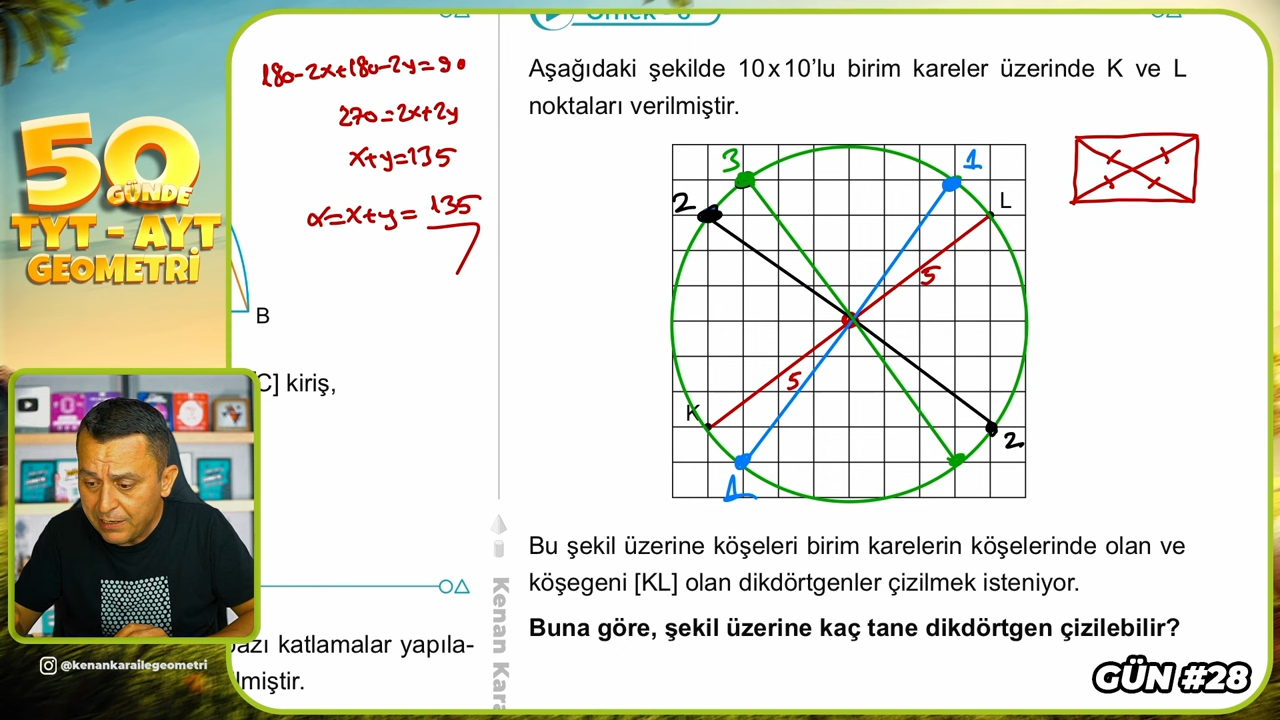 50
GÜNDE
TYT - AYT
GEOMETRİ
180-2x+180-2y=90
270=2x+2y
x+y=135
α=x+y= 135
B
C] kiriş,
azı katlamalar yapıla-
lmiştir.
Örnek - 8
Aşağıdaki şekilde 10x10'lu birim kareler üzerinde K ve L
noktaları verilmiştir.
3
1
2
L
5
5
K
2
1
Bu şekil üzerine köşeleri birim karelerin köşelerinde olan ve
köşegeni [KL] olan dikdörtgenler çizilmek isteniyor.
Buna göre, şekil üzerine kaç tane dikdörtgen çizilebilir?
Kenan Kara
@kenankarailegeometri
GÜN #28